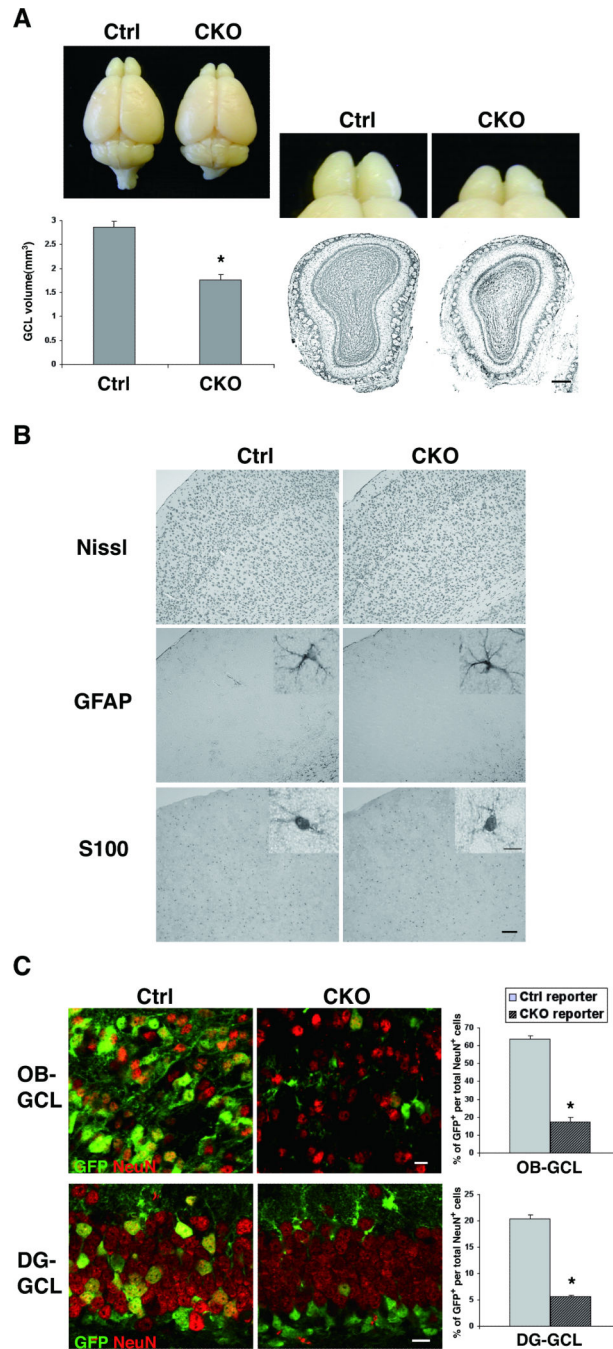 A
Ctrl CKO
Ctrl CKO
GCL volume(mm³)
3
2.5
2
1.5
1
0.5
0
*
Ctrl CKO
B
Ctrl CKO
Nissl
GFAP
S100
C
Ctrl CKO
Ctrl reporter
CKO reporter
OB-
GCL
GFP NeuN
% of GFP⁺ per total NeuN⁺ cells
70
60
50
40
30
20
10
0
*
OB-GCL
DG-
GCL
GFP NeuN
% of GFP⁺ per total NeuN⁺ cells
25
20
15
10
5
0
*
DG-GCL